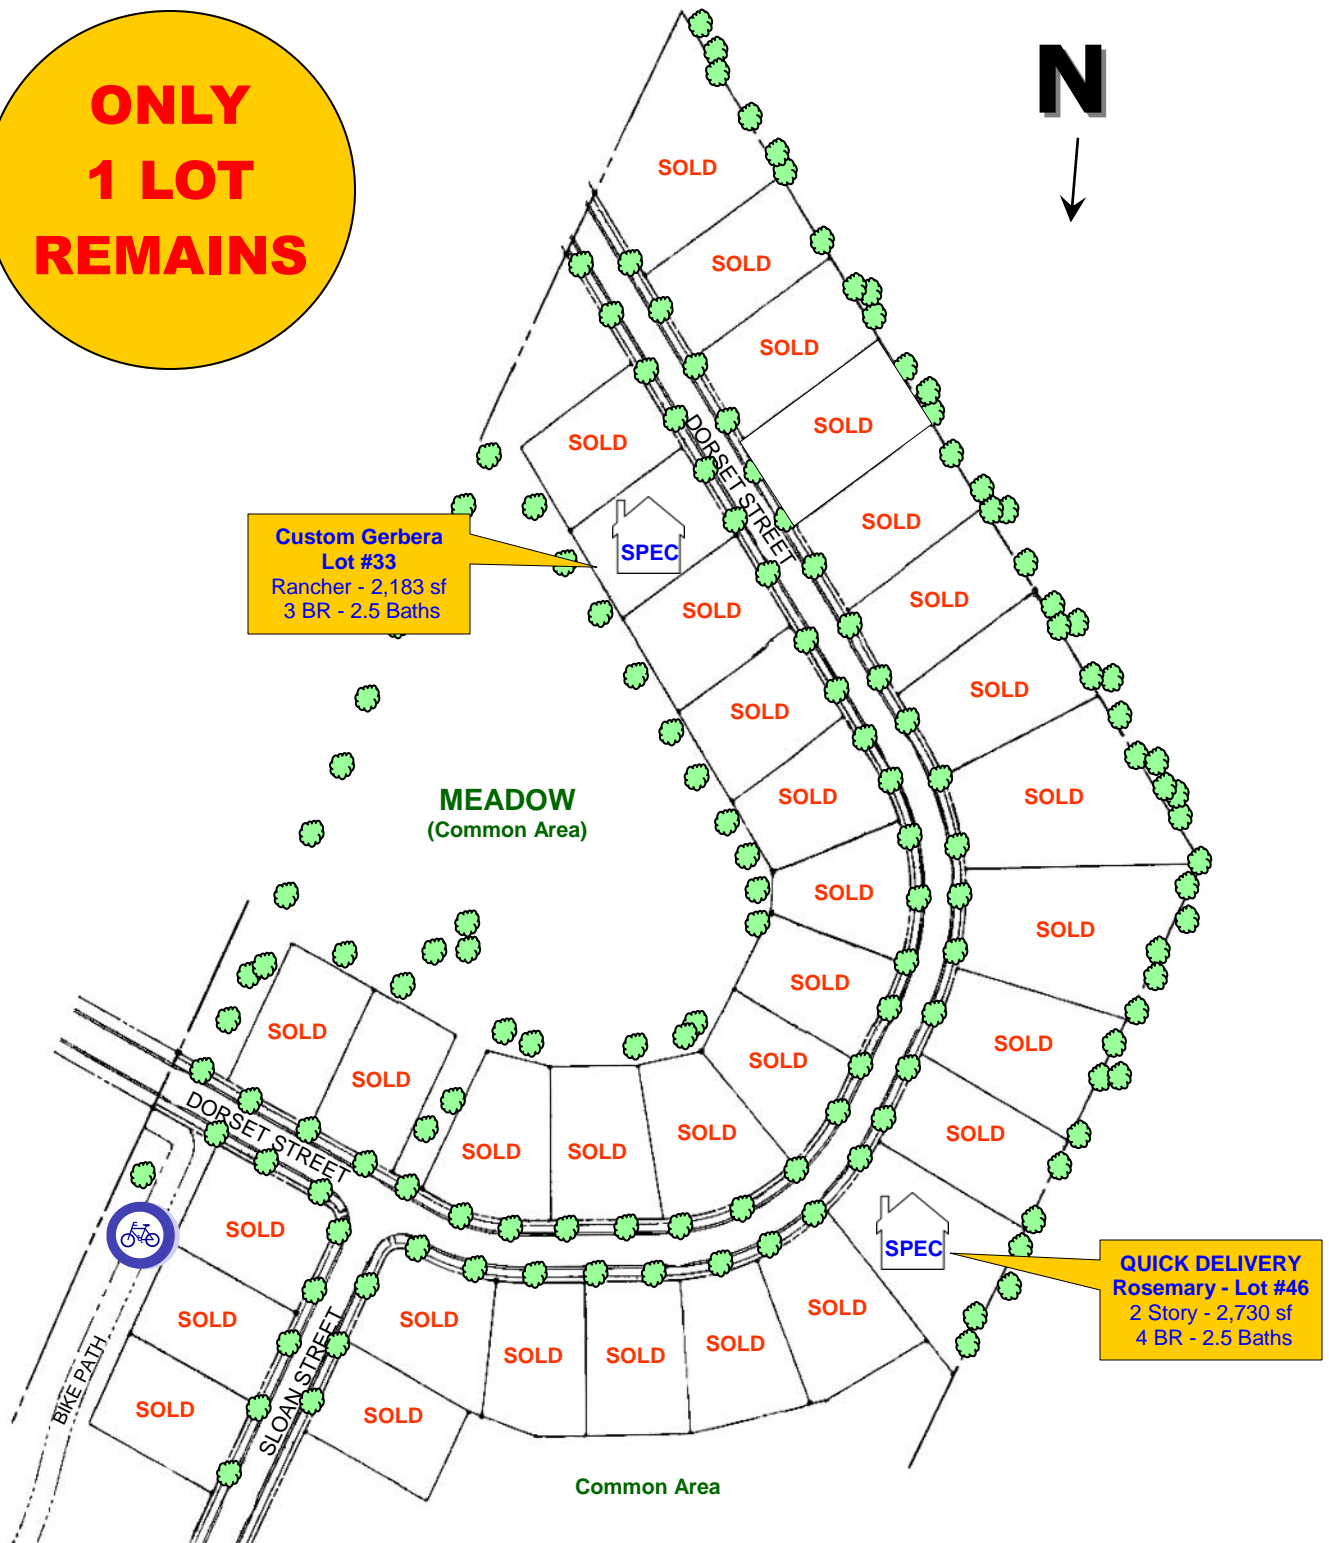 ONLY
1 LOT
REMAINS
N
SOLD
SOLD
SOLD
SOLD
SOLD
SOLD
SOLD
SOLD
SOLD
SOLD
SOLD
SOLD
DORSET STREET
SPEC
Custom Gerbera
Lot #33
Rancher - 2,183 sf
3 BR - 2.5 Baths
SOLD
SOLD
SOLD
SOLD
SOLD
SOLD
SOLD
MEADOW
(Common Area)
SOLD
SOLD
DORSET STREET
SOLD
SOLD
SOLD
SPEC
QUICK DELIVERY
Rosemary - Lot #46
2 Story - 2,730 sf
4 BR - 2.5 Baths
SOLD
SOLD
SOLD
BIKE PATH
SLOAN STREET
SOLD
SOLD
SOLD
SOLD
SOLD
SOLD
Common Area